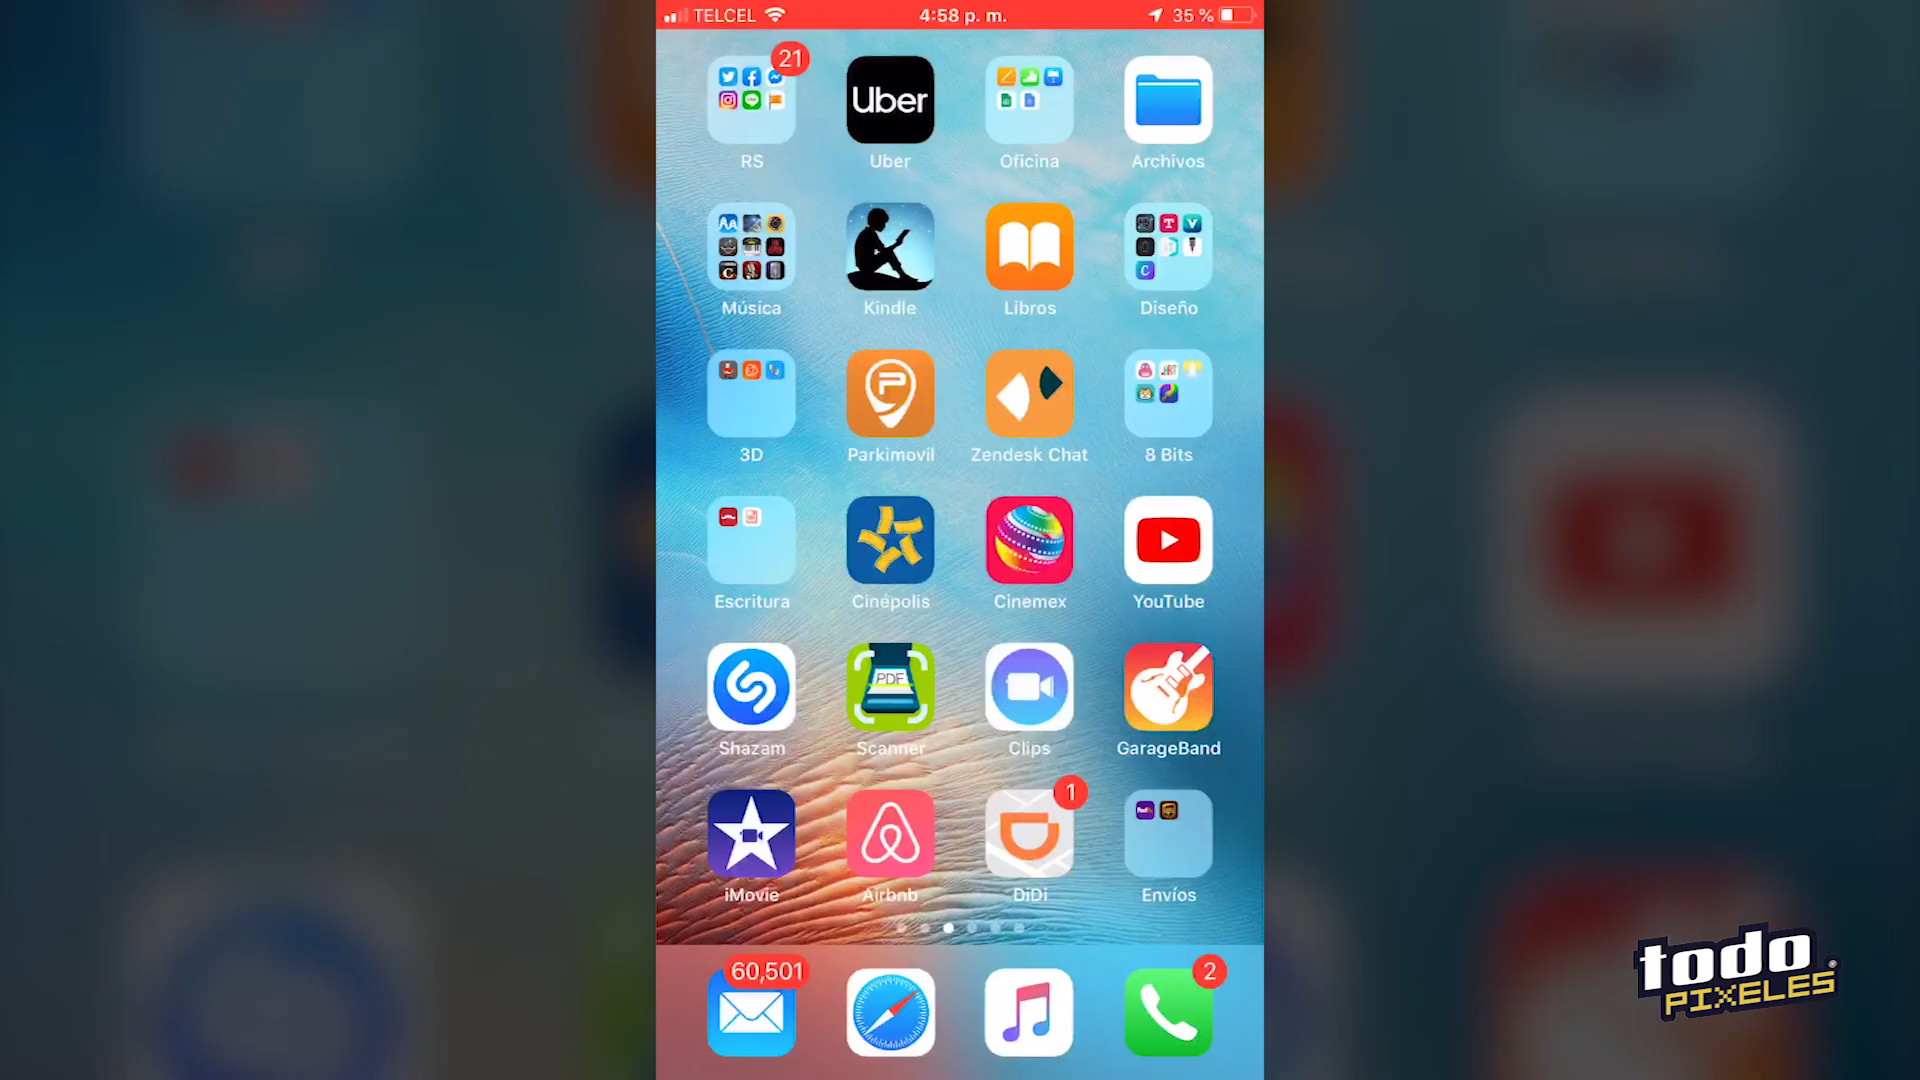 TELCEL 4:58 p. m. 35 %
21
Uber
RS Uber Oficina Archivos
Música Kindle Libros Diseño
3D Parkimovil Zendesk Chat 8 Bits
Escritura Cinépolis Cinemex YouTube
PDF
Shazam Scanner Clips GarageBand
1
iMovie Airbnb DiDi Envíos
60,501 2
todo
PIXELES